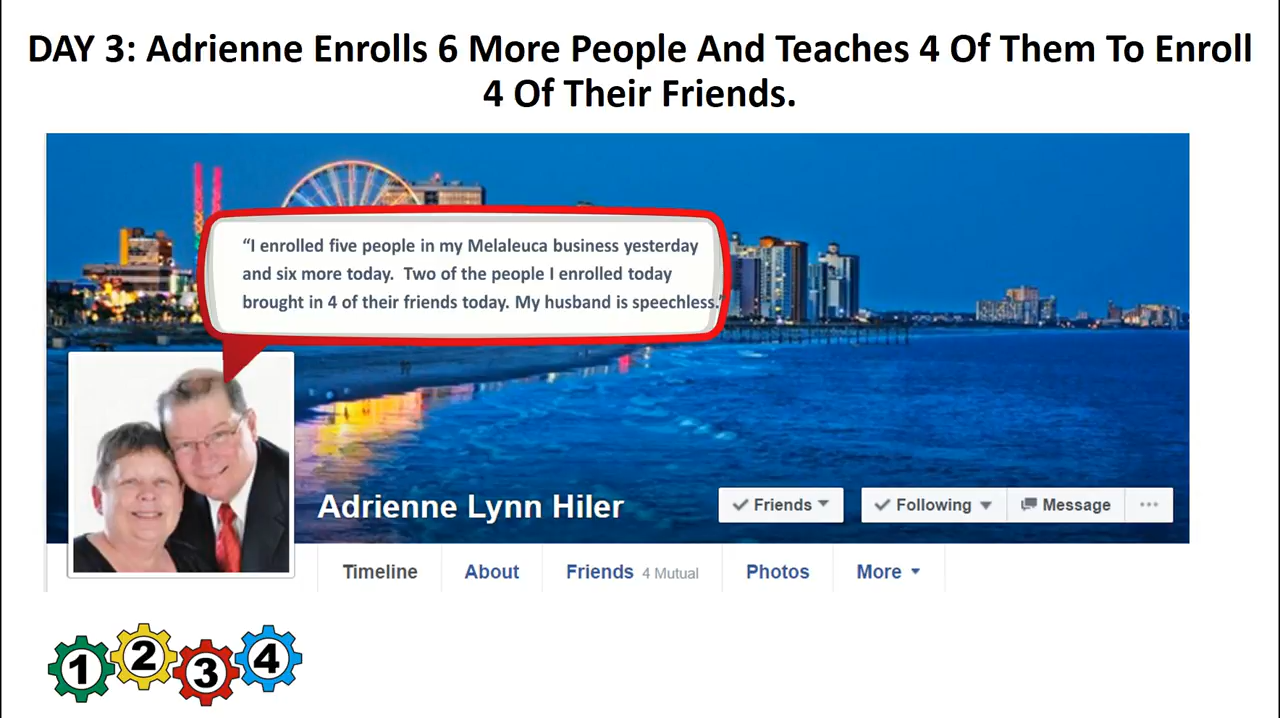 DAY 3: Adrienne Enrolls 6 More People And Teaches 4 Of Them To Enroll
4 Of Their Friends.
“I enrolled five people in my Melaleuca business yesterday
and six more today.  Two of the people I enrolled today
brought in 4 of their friends today. My husband is speechless.”
Adrienne Lynn Hiler
Friends
Following
Message
Timeline
About
Friends 4 Mutual
Photos
More
1 2 3 4